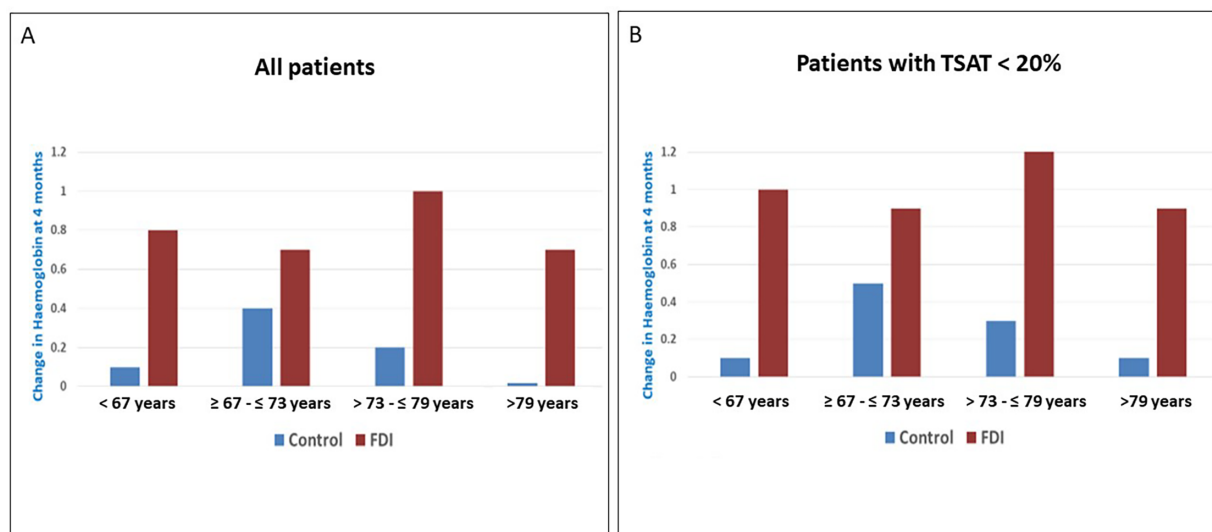 A
All patients
Change in Haemoglobin at 4 months
1.2
1
0.8
0.6
0.4
0.2
0
< 67 years
≥ 67 - ≤ 73 years
> 73 - ≤ 79 years
>79 years
Control
FDI
B
Patients with TSAT < 20%
Change in Haemoglobin at 4 months
1.2
1
0.8
0.6
0.4
0.2
0
< 67 years
≥ 67 - ≤ 73 years
> 73 - ≤ 79 years
>79 years
Control
FDI